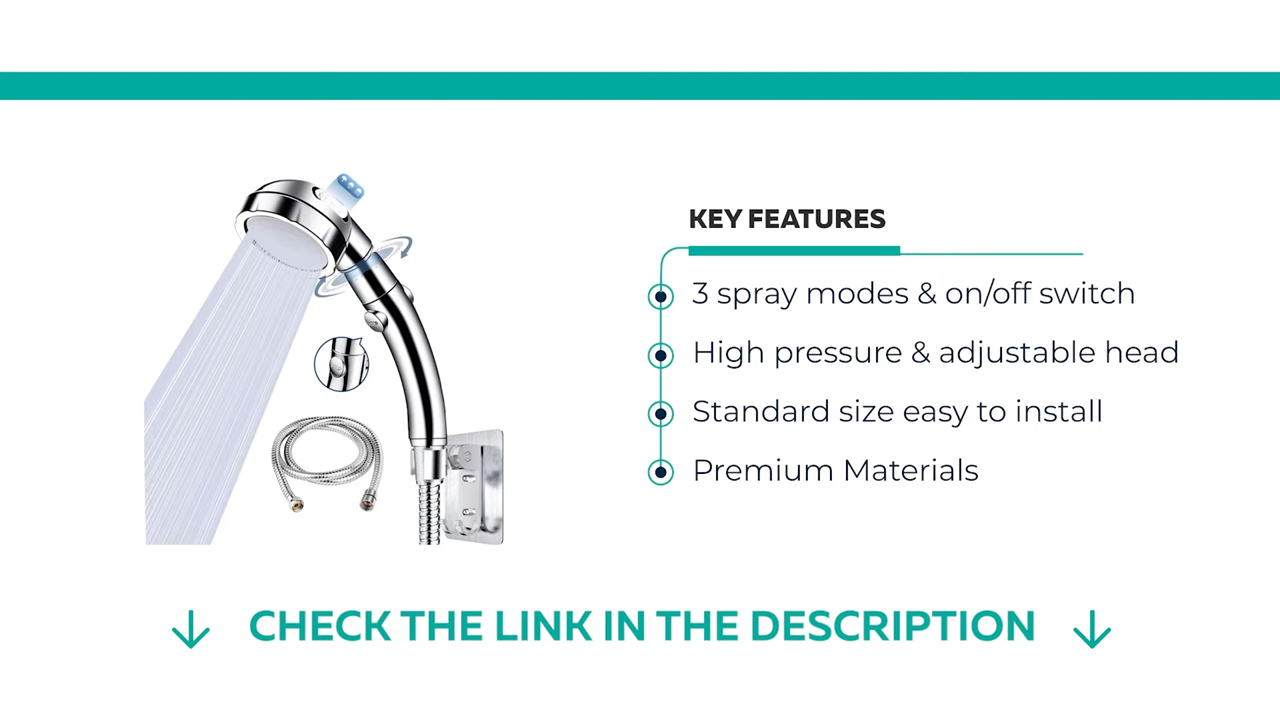 KEY FEATURES
3 spray modes & on/off switch
High pressure & adjustable head
Standard size easy to install
Premium Materials
CHECK THE LINK IN THE DESCRIPTION